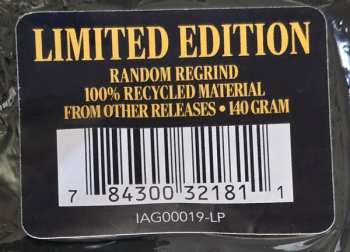 LIMITED EDITION
RANDOM REGRIND
100% RECYCLED MATERIAL
FROM OTHER RELEASES • 140 GRAM
7 84300 32181 1
IAG00019-LP